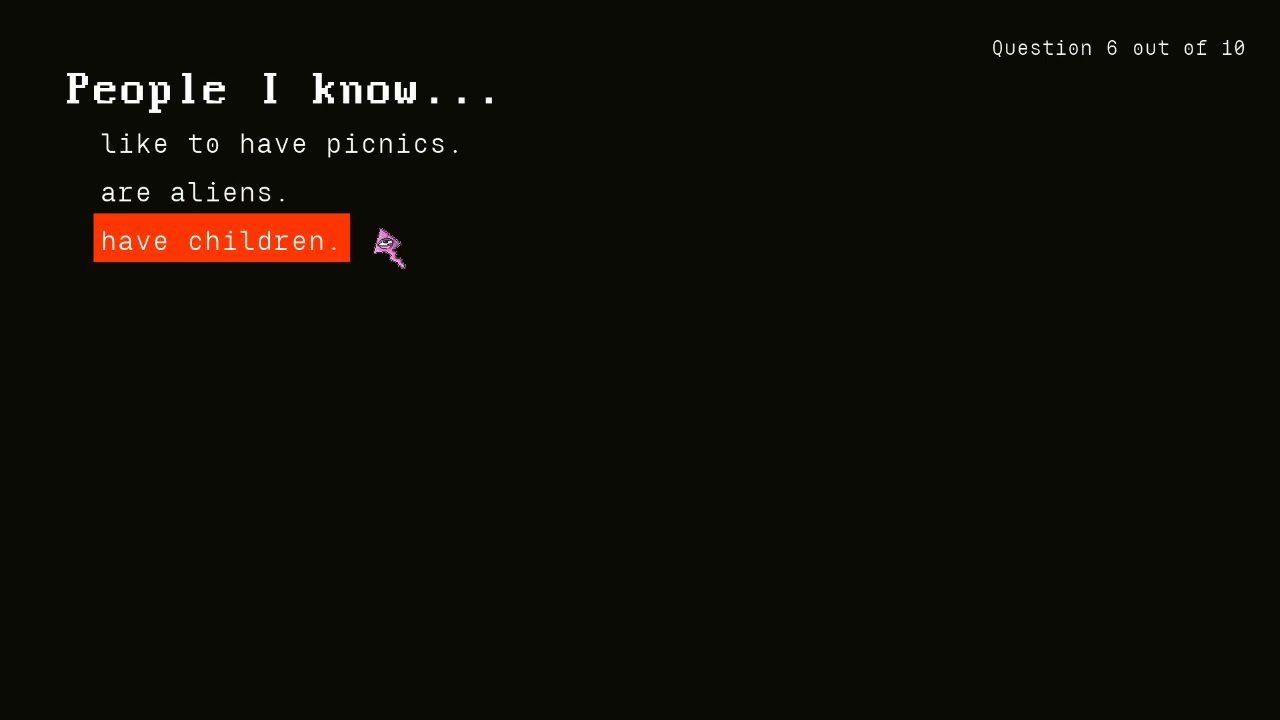 Question 6 out of 10
People I know...
like to have picnics.
are aliens.
have children.